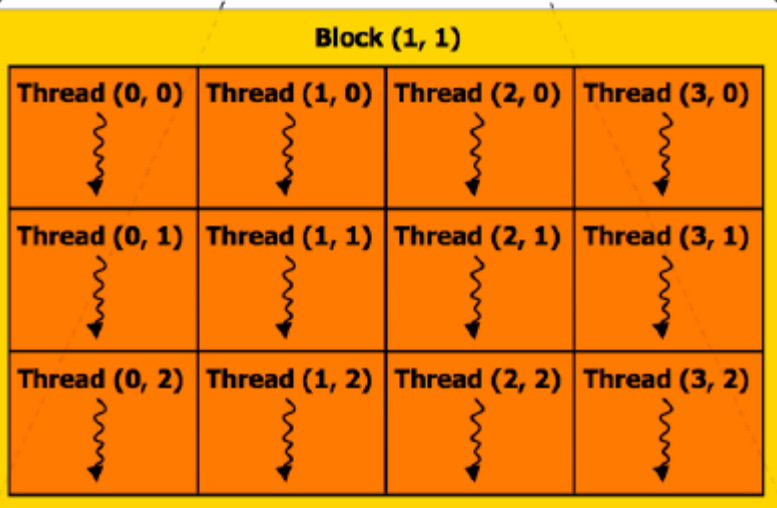 Block (1, 1)
Thread (0, 0) Thread (1, 0) Thread (2, 0) Thread (3, 0)
Thread (0, 1) Thread (1, 1) Thread (2, 1) Thread (3, 1)
Thread (0, 2) Thread (1, 2) Thread (2, 2) Thread (3, 2)